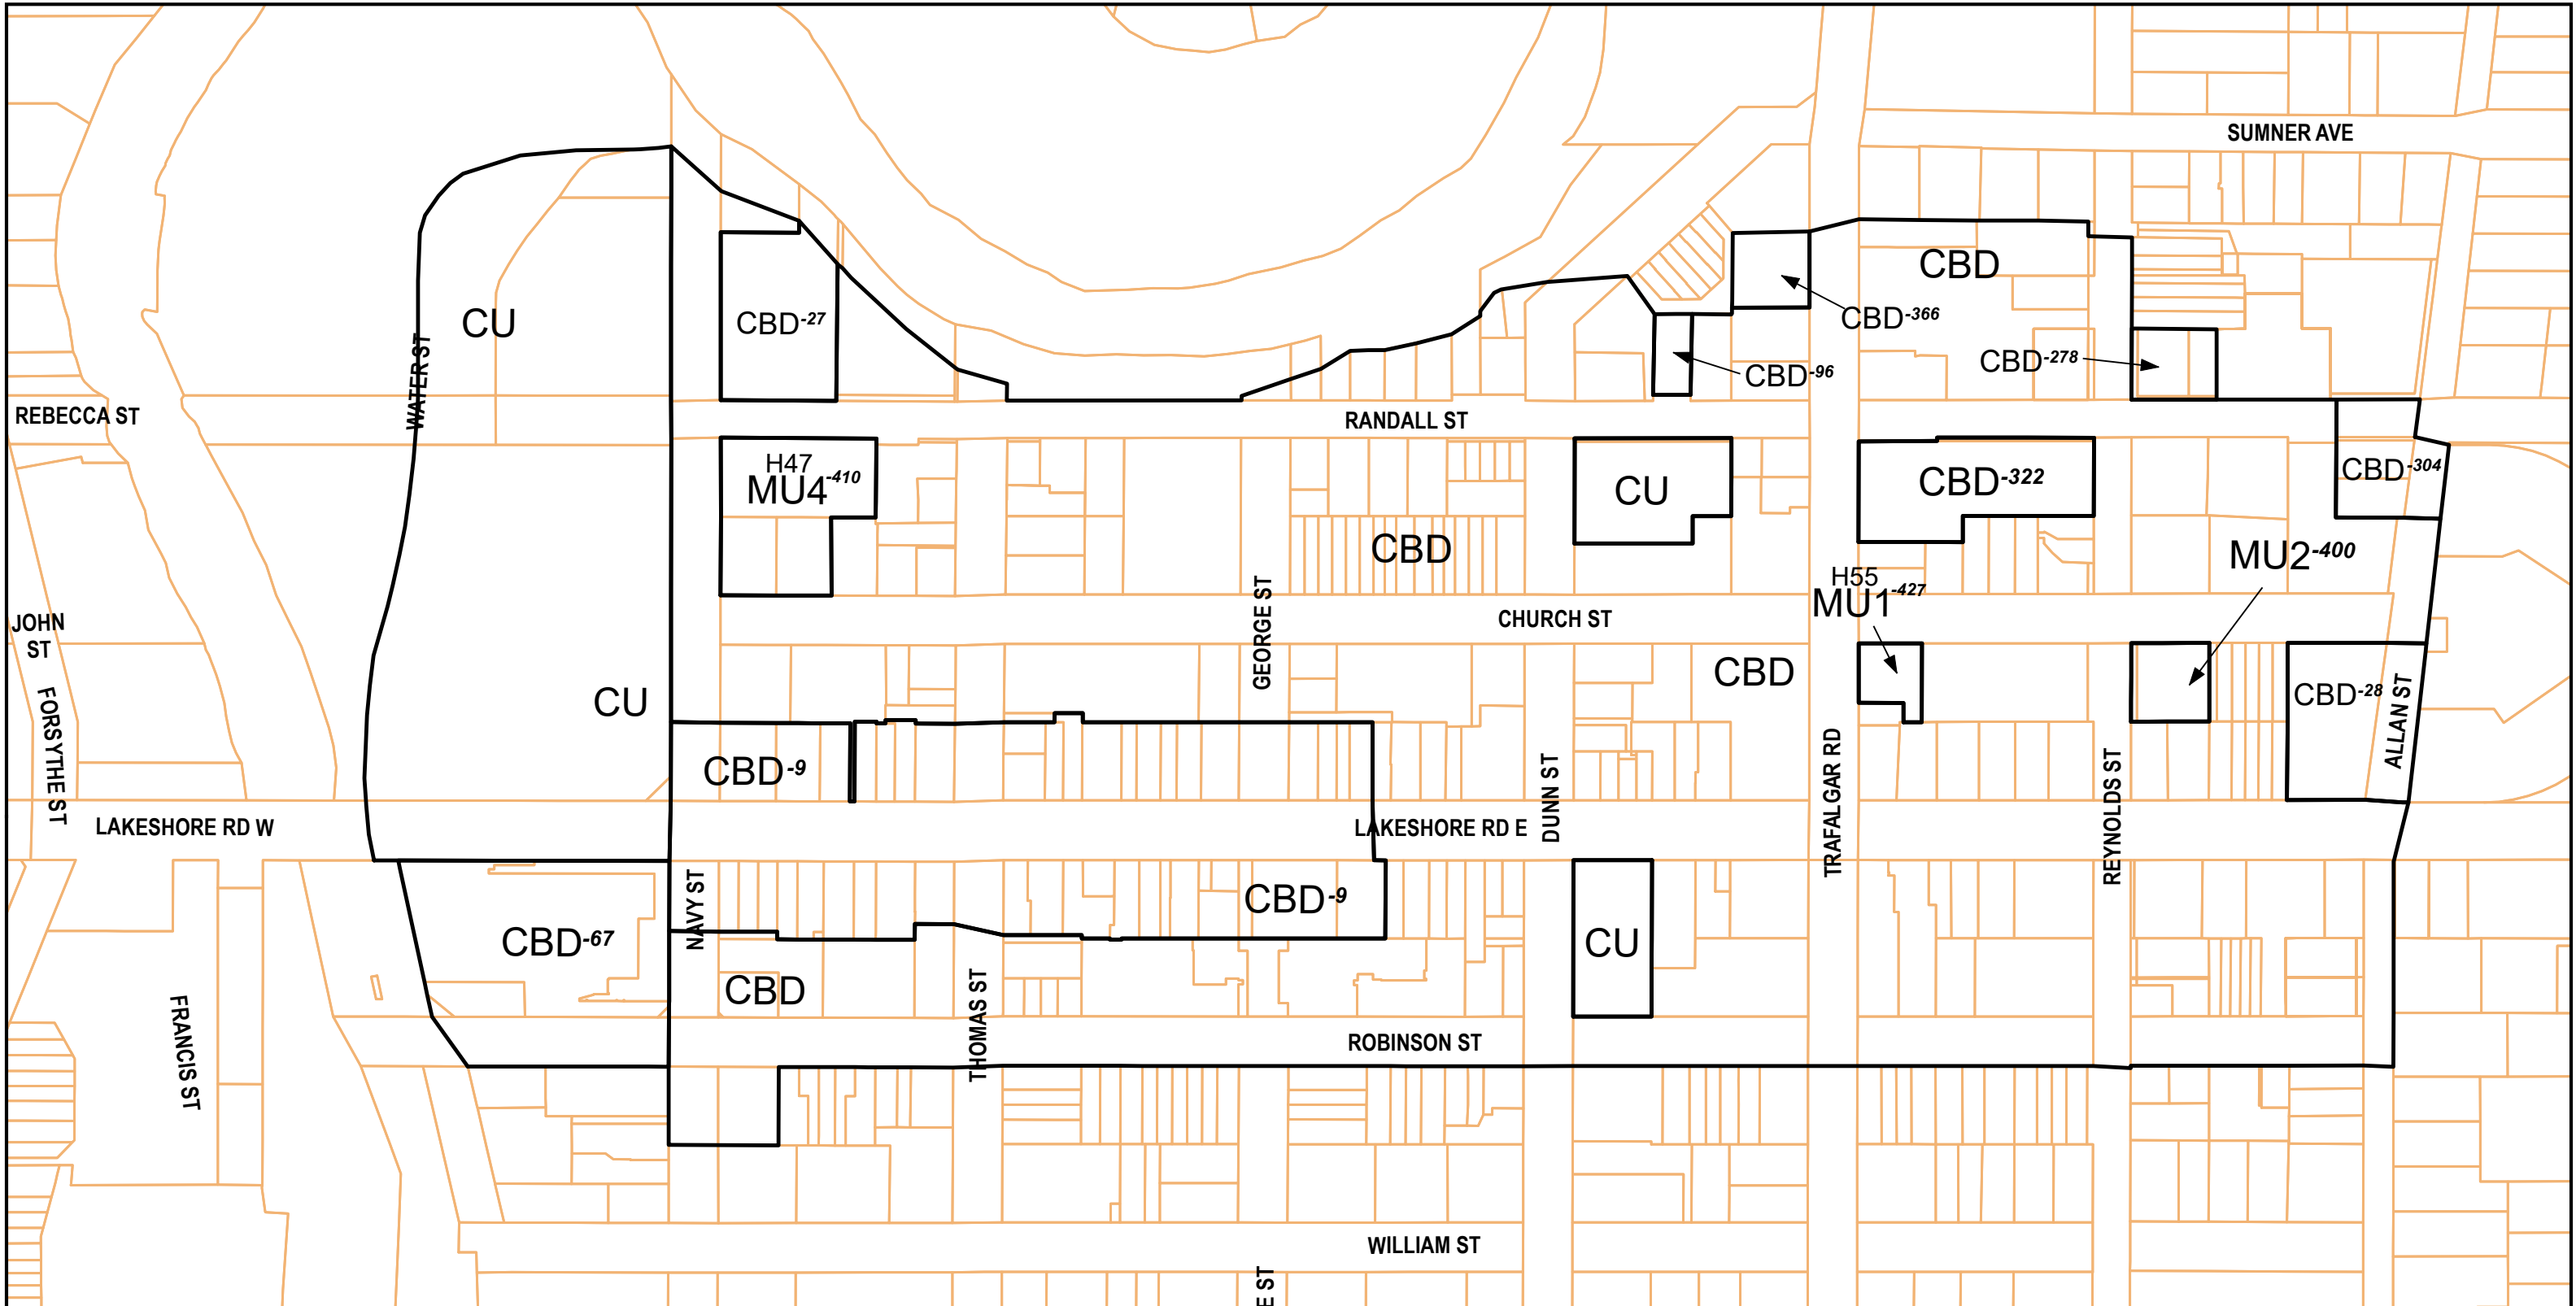 SUMNER AVE
CBD
CU
CBD-27
CBD-366
WATER ST
CBD-278
CBD-96
REBECCA ST
RANDALL ST
H47
MU4-410
CU
CBD-322
CBD-304
CBD
MU2-400
H55
MU1-427
CHURCH ST
JOHN
ST
GEORGE ST
CBD
CU
CBD-28
ALLAN ST
FORSYTHE ST
CBD-9
DUNN ST
TRAFALGAR RD
REYNOLDS ST
LAKESHORE RD W
LAKESHORE RD E
NAVY ST
CBD-9
CBD-67
CU
CBD
THOMAS ST
FRANCIS ST
ROBINSON ST
WILLIAM ST
E ST